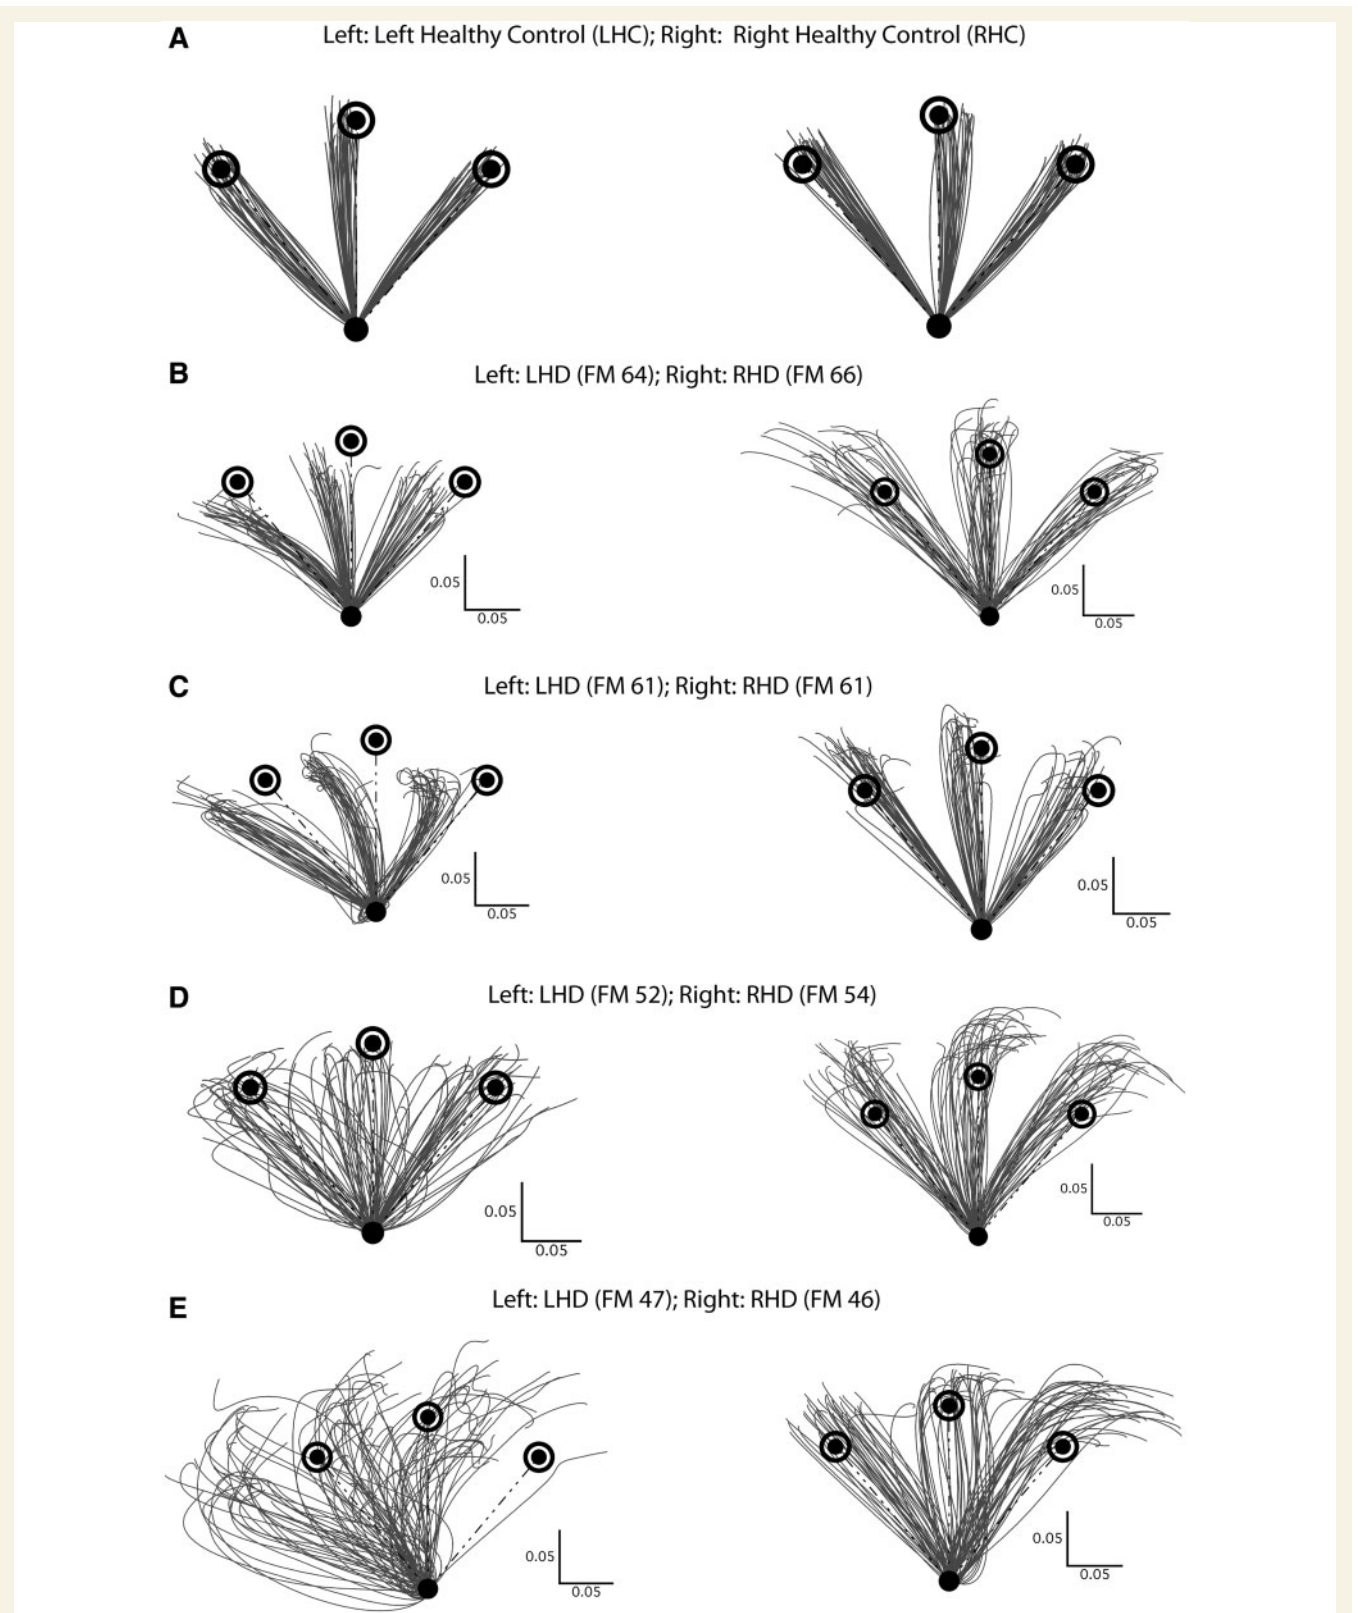 A
Left: Left Healthy Control (LHC); Right: Right Healthy Control (RHC)
B
Left: LHD (FM 64); Right: RHD (FM 66)
0.05
0.05
0.05
0.05
C
Left: LHD (FM 61); Right: RHD (FM 61)
0.05
0.05
0.05
0.05
D
Left: LHD (FM 52); Right: RHD (FM 54)
0.05
0.05
0.05
0.05
E
Left: LHD (FM 47); Right: RHD (FM 46)
0.05
0.05
0.05
0.05